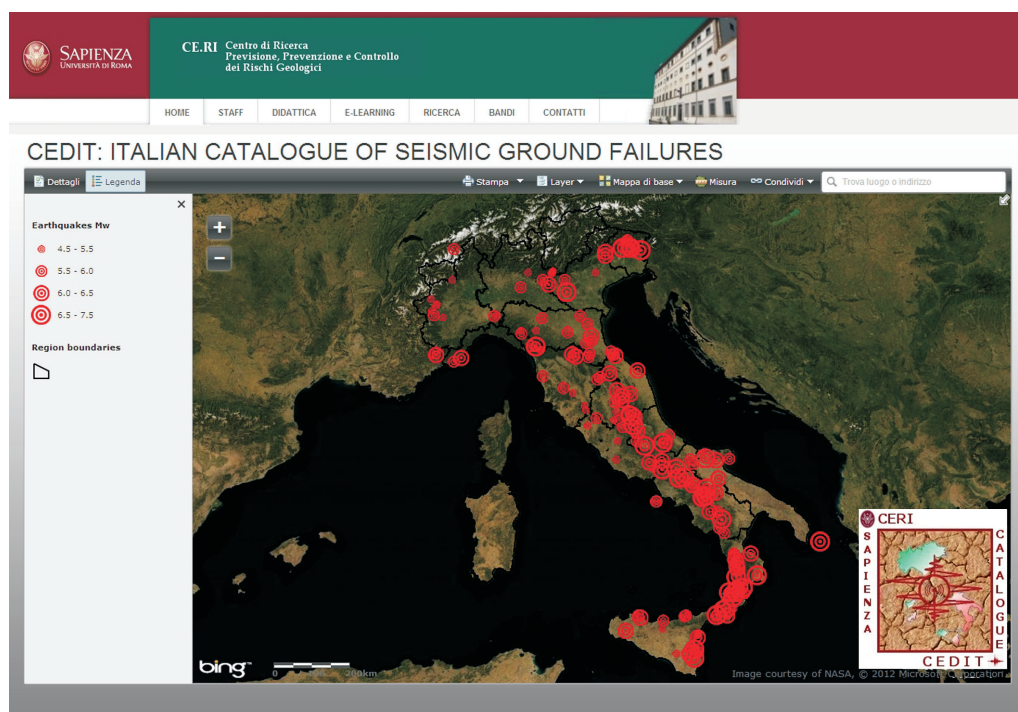 SAPIENZA
UNIVERSITÀ DI ROMA
CE.RI Centro di Ricerca
Previsione, Prevenzione e Controllo
dei Rischi Geologici
HOME STAFF DIDATTICA E-LEARNING RICERCA BANDI CONTATTI
CEDIT: ITALIAN CATALOGUE OF SEISMIC GROUND FAILURES
Dettagli Legenda Stampa Layer Mappa di base Misura Condividi Trova luogo o indirizzo
Earthquakes Mw
4.5 - 5.5
5.5 - 6.0
6.0 - 6.5
6.5 - 7.5
Region boundaries
CERI
SAPIENZA
CATALOGUE
CEDIT
bing™
0 200km
Image courtesy of NASA, © 2012 Microsoft Corporation